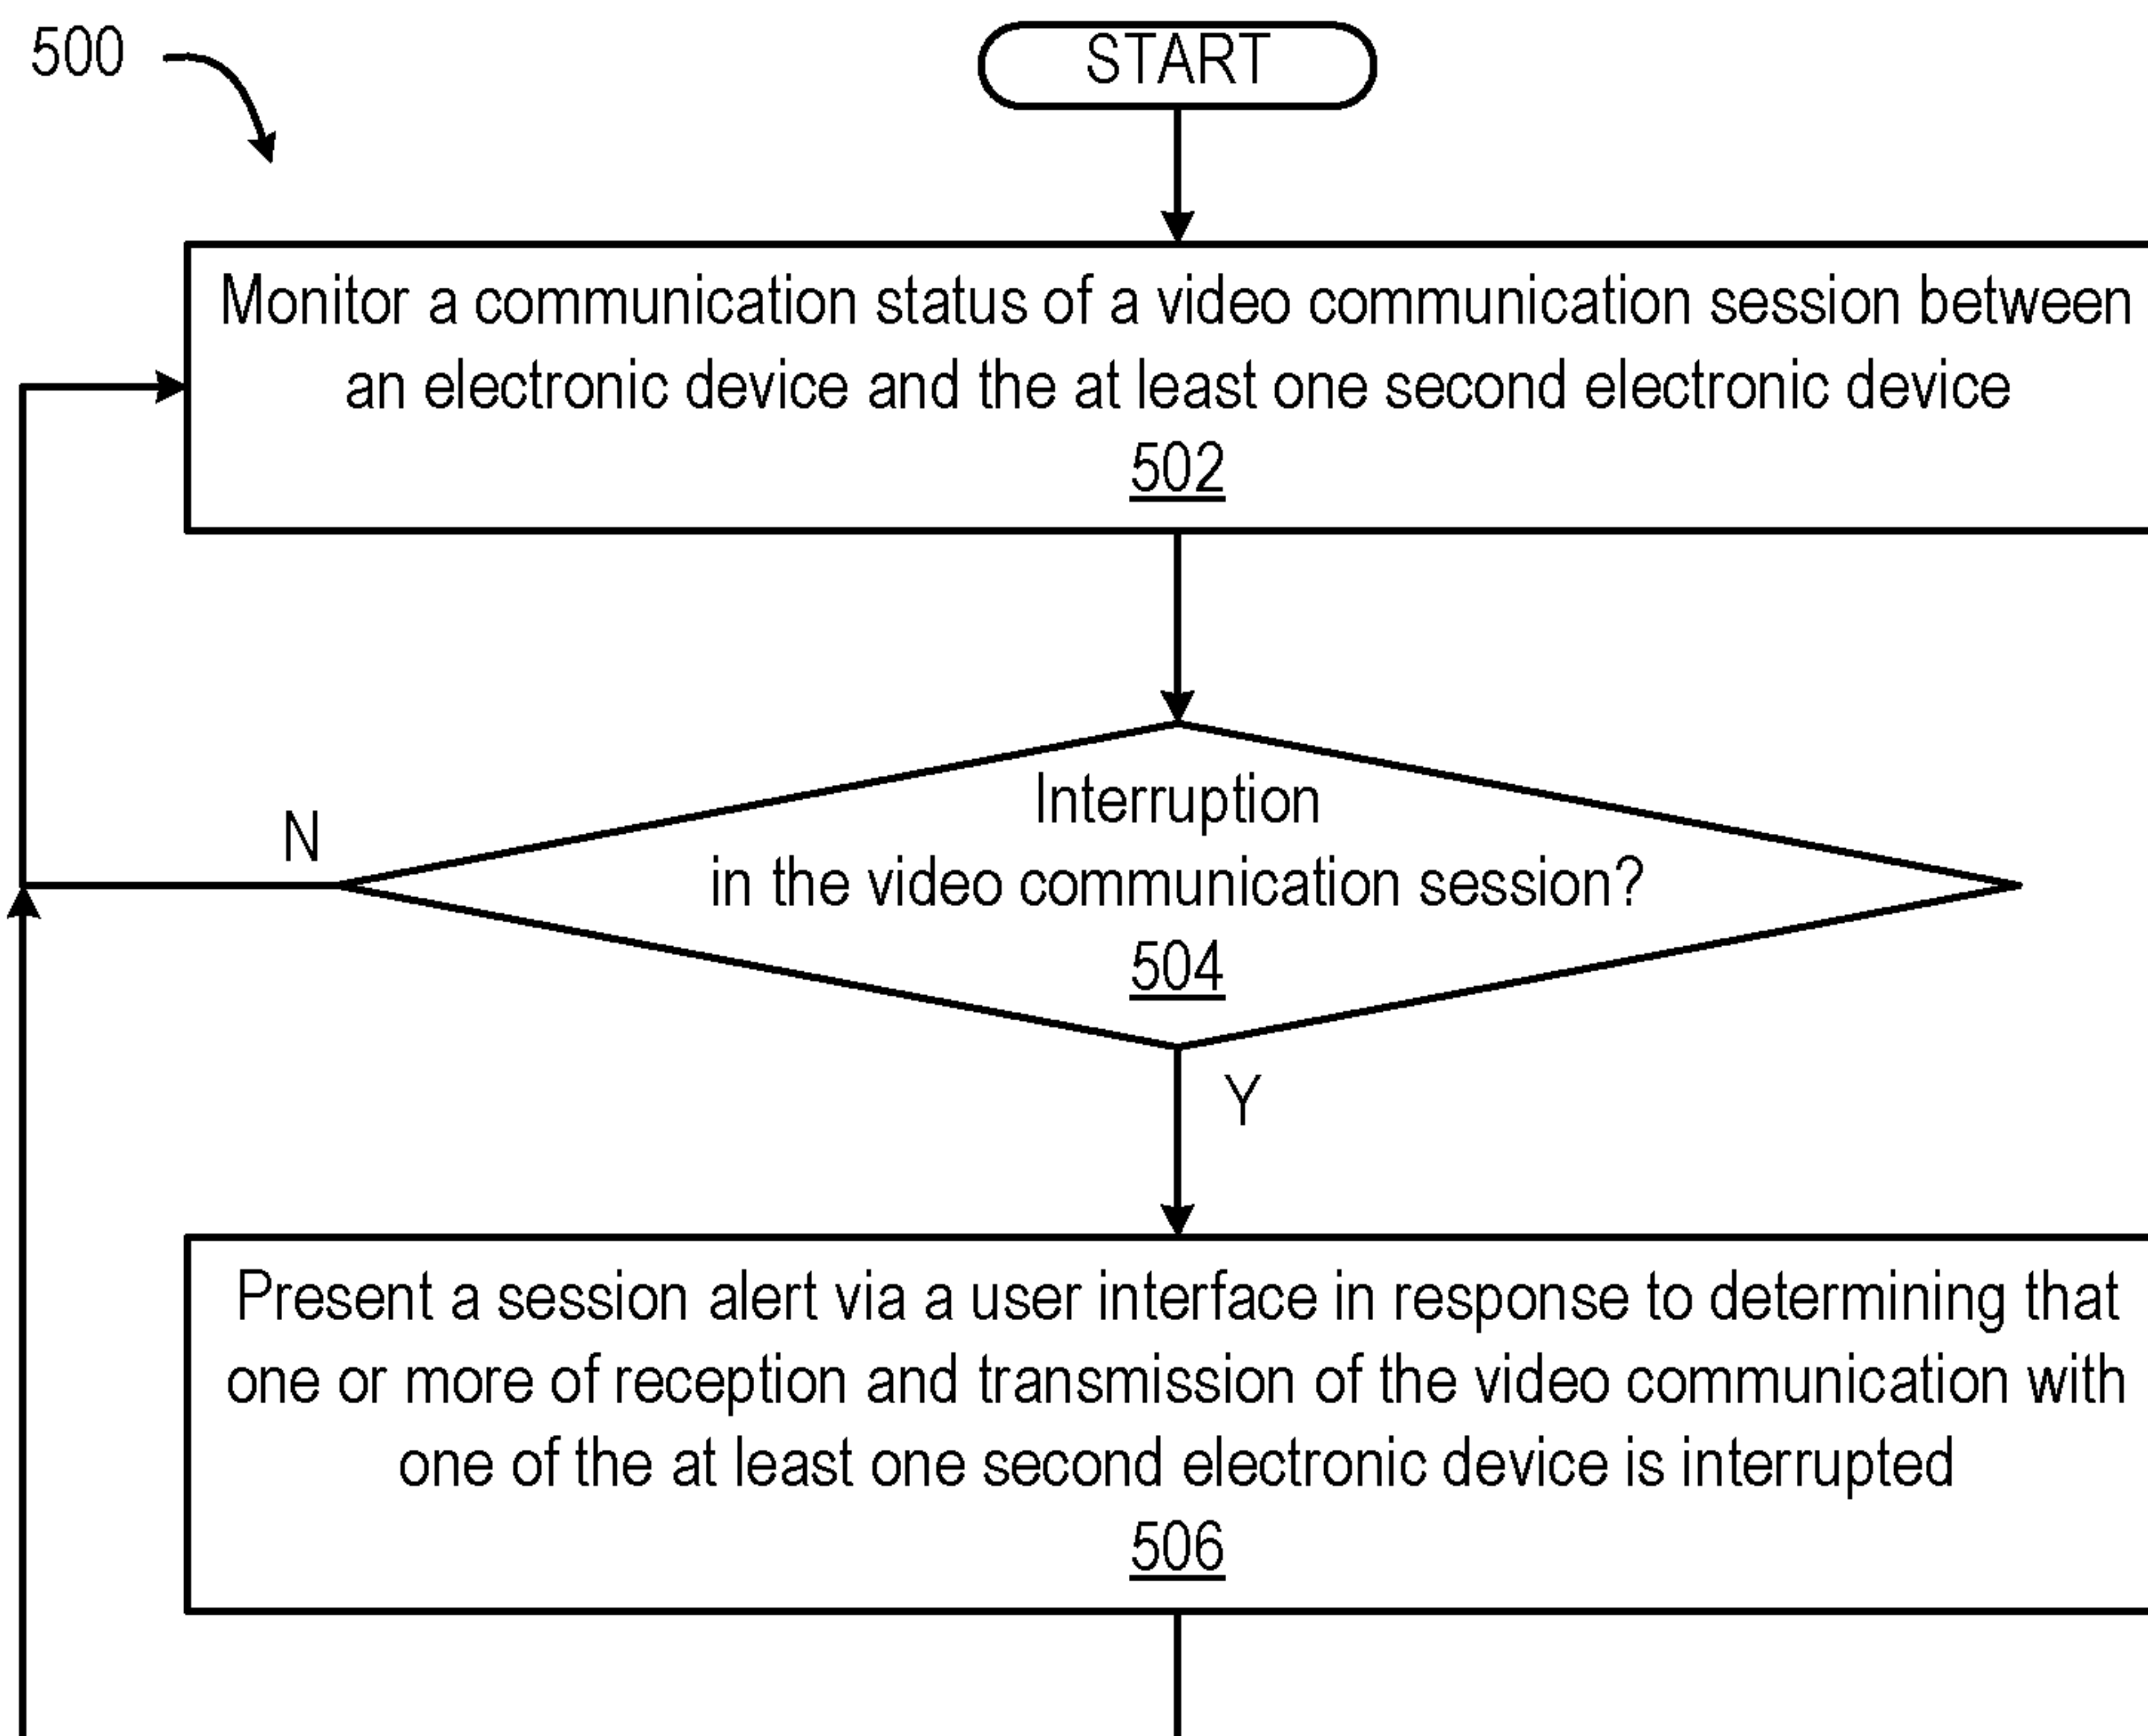 500
START
Monitor a communication status of a video communication session between
an electronic device and the at least one second electronic device
502
Interruption
in the video communication session?
504
N
Y
Present a session alert via a user interface in response to determining that
one or more of reception and transmission of the video communication with
one of the at least one second electronic device is interrupted
506